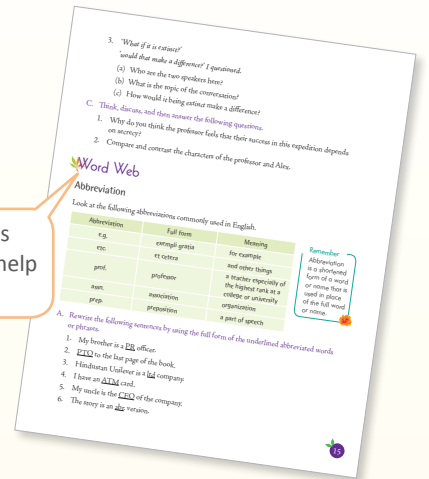 3. 'What if it is extinct?'
'would that make a difference?' I questioned.
(a) Who are the two speakers here?
(b) What is the topic of the conversation?
(c) How would is being extinct make a difference?
C. Think, discuss, and then answer the following questions.
1. Why do you think the professor feels that their success in this expedition depends
on secrecy?
2. Compare and contrast the characters of the professor and Alex.
Word Web
Abbreviation
Look at the following abbreviations commonly used in English.
Abbreviation Full form Meaning
e.g. exempli gratia for example
etc. et cetera and other things
prof. professor a teacher especially of
the highest rank at a
college or university
assn. association organization
prep. preposition a part of speech
Remember
Abbreviation
is a shortened
form of a word
or name that is
used in place
of the full word
or name.
s
help
A. Rewrite the following sentences by using the full form of the underlined abbreviated words
or phrases.
1. My brother is a PR officer.
2. PTO to the last page of the book.
3. Hindustan Unilever is a ltd company.
4. I have an ATM card.
5. My uncle is the CEO of the company.
6. The story is an abr. version.
15